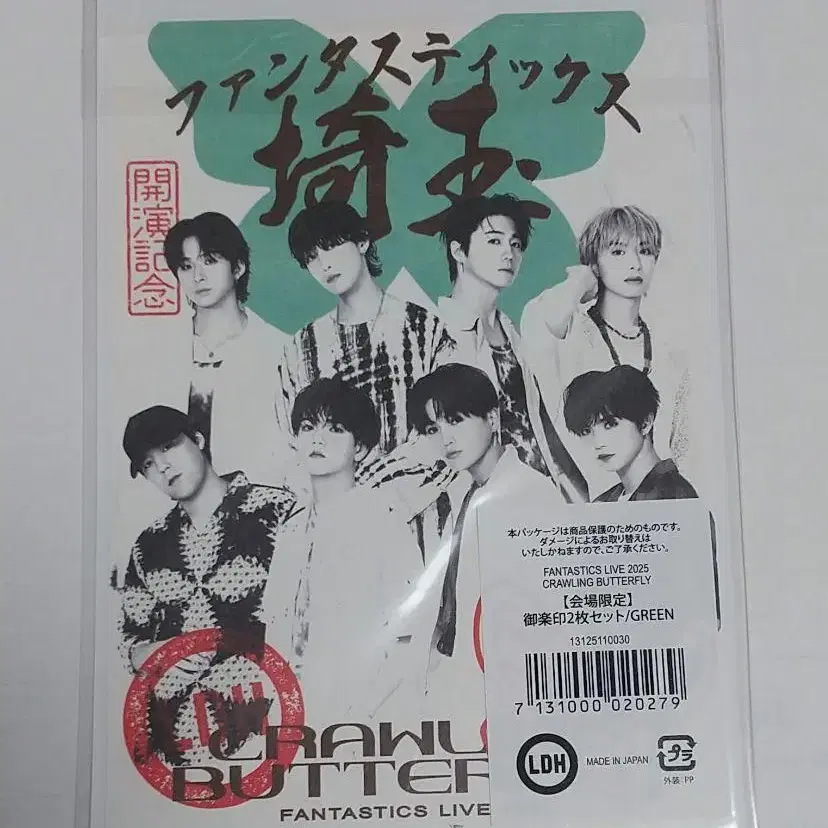 ファンタスティックス
埼玉
開演記念
LDH
CRAWL
BUTTER
FANTASTICS LIVE
本パッケージは商品保護のためのものです。
ダメージによるお取り替えは
いたしかねますので、ご了承ください。
FANTASTICS LIVE 2025
CRAWLING BUTTERFLY
【会場限定】
御楽印2枚セット/GREEN
13125110030
7 131000 020279
LDH
MADE IN JAPAN
プラ
外装:PP